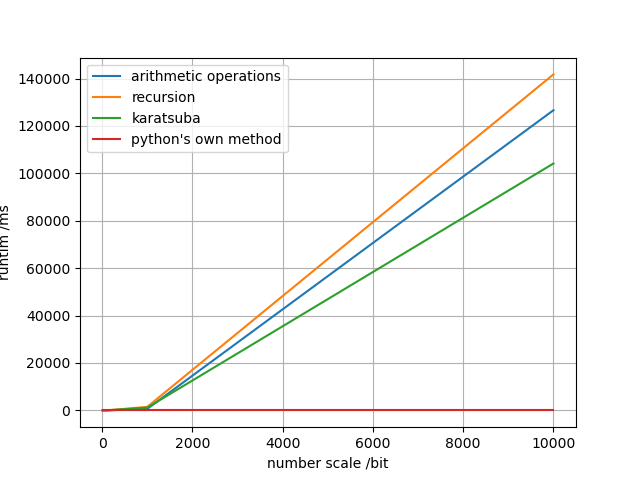 arithmetic operations
recursion
karatsuba
python's own method
140000
120000
100000
80000
60000
40000
20000
0
runtim /ms
0 2000 4000 6000 8000 10000
number scale /bit